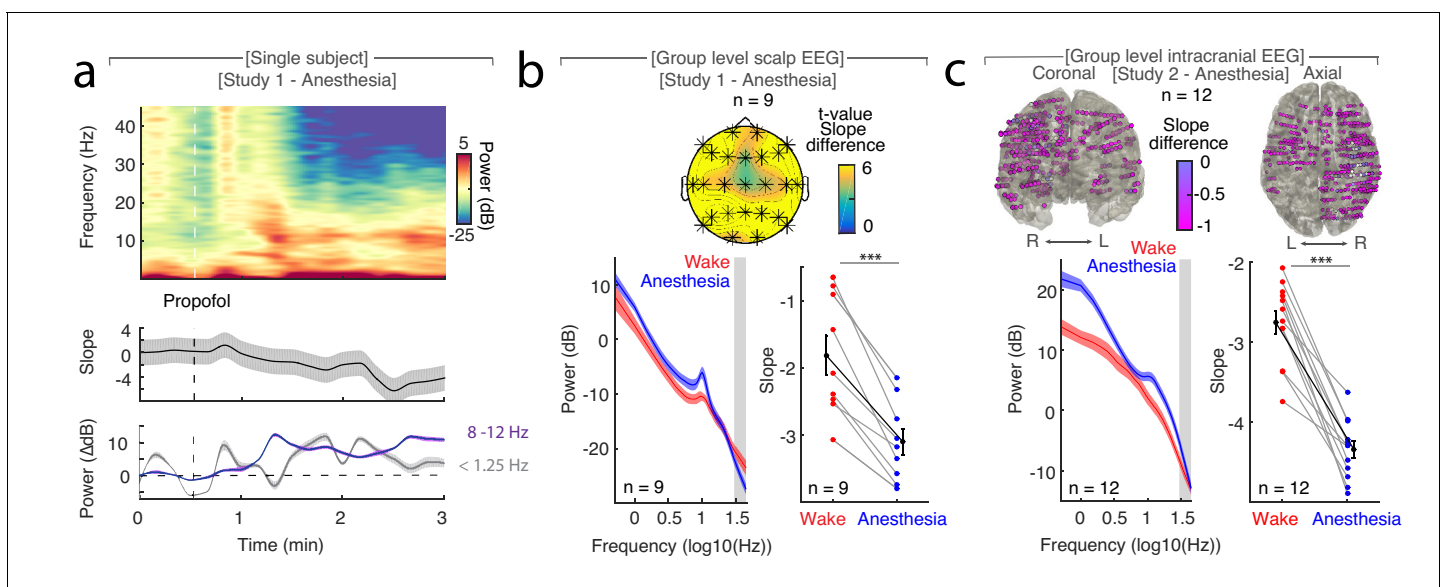 a
[Single subject]
[Study 1 - Anesthesia]
Frequency (Hz)
40
30
20
10
5
-25
Power (dB)
Propofol
Slope
4
0
-4
Power (ΔdB)
10
0
8 -12 Hz
< 1.25 Hz
0 1 2 3
Time (min)
b
[Group level scalp EEG]
[Study 1 - Anesthesia]
n = 9
t-value
Slope
difference
6
0
Wake
Anesthesia
Power (dB)
10
0
-10
-20
n = 9
0 0.5 1 1.5
Frequency (log10(Hz))
***
Slope
-1
-2
-3
n = 9
Wake Anesthesia
c
[Group level intracranial EEG]
Coronal [Study 2 - Anesthesia] Axial
n = 12
Slope
difference
0
-0.5
-1
R L
L R
Wake
Anesthesia
Power (dB)
20
10
0
-10
n = 12
0 0.5 1 1.5
Frequency (log10(Hz))
***
Slope
-2
-3
-4
n = 12
Wake Anesthesia